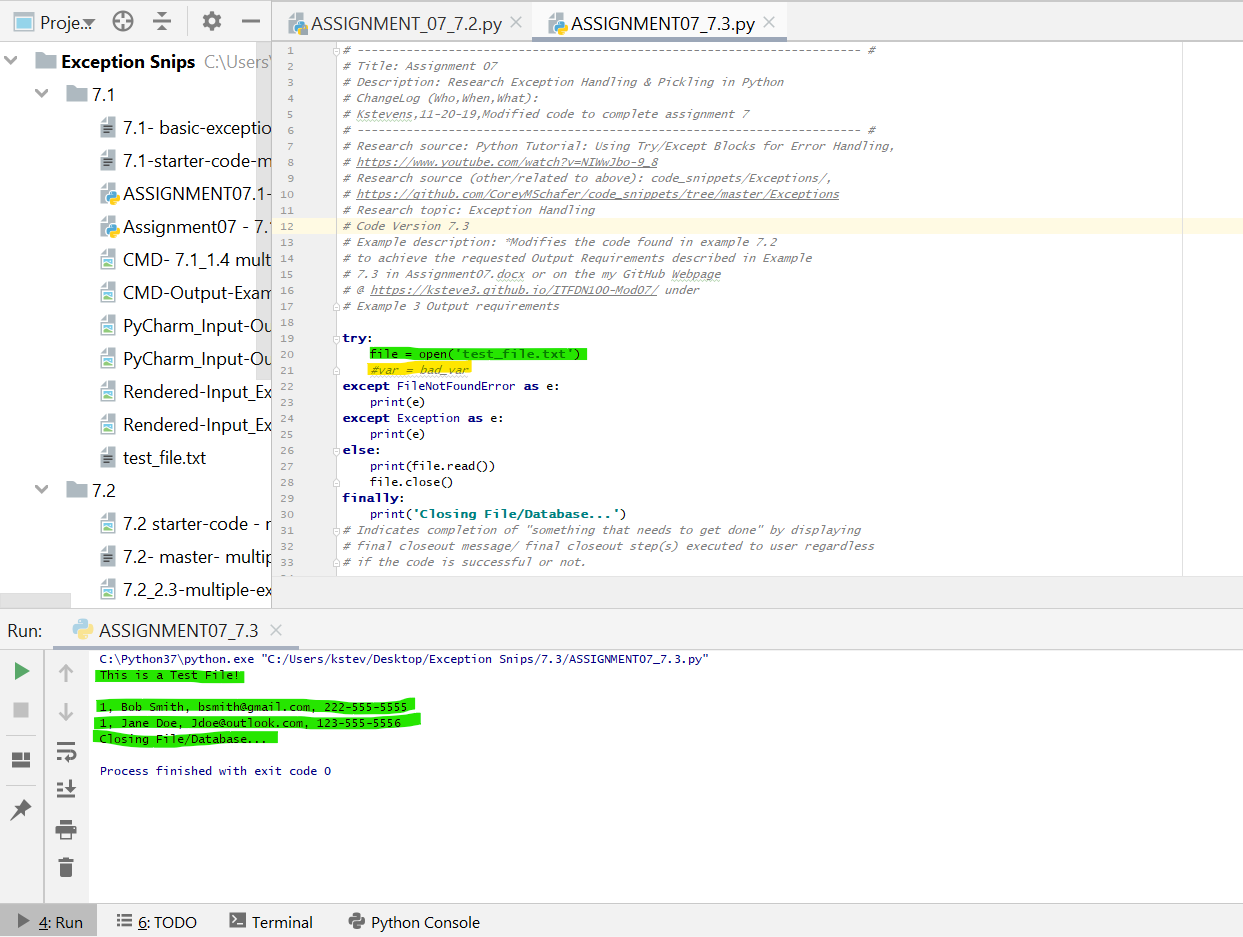 Proje...
ASSIGNMENT_07_7.2.py
ASSIGNMENT07_7.3.py
Exception Snips C:\Users\
7.1
7.1- basic-exceptio
7.1-starter-code-m
ASSIGNMENT07.1-
Assignment07 - 7.1
CMD- 7.1_1.4 mult
CMD-Output-Exam
PyCharm_Input-Ou
PyCharm_Input-Ou
Rendered-Input_Ex
Rendered-Input_Ex
test_file.txt
7.2
7.2 starter-code - r
7.2- master- multip
7.2_2.3-multiple-ex
1 # ------------------------------------------------------------------------ #
2 # Title: Assignment 07
3 # Description: Research Exception Handling & Pickling in Python
4 # ChangeLog (Who,When,What):
5 # Kstevens,11-20-19,Modified code to complete assignment 7
6 # ------------------------------------------------------------------------ #
7 # Research source: Python Tutorial: Using Try/Except Blocks for Error Handling,
8 # https://www.youtube.com/watch?v=NIWwJbo-9_8
9 # Research source (other/related to above): code_snippets/Exceptions/,
10 # https://github.com/CoreyMSchafer/code_snippets/tree/master/Exceptions
11 # Research topic: Exception Handling
12 # Code Version 7.3
13 # Example description: *Modifies the code found in example 7.2
14 # to achieve the requested Output Requirements described in Example
15 # 7.3 in Assignment07.docx or on the my GitHub Webpage
16 # @ https://ksteve3.github.io/ITFDN100-Mod07/ under
17 # Example 3 Output requirements
18
19 try:
20 file = open('test_file.txt')
21 #var = bad_var
22 except FileNotFoundError as e:
23 print(e)
24 except Exception as e:
25 print(e)
26 else:
27 print(file.read())
28 file.close()
29 finally:
30 print('Closing File/Database...')
31 # Indicates completion of "something that needs to get done" by displaying
32 # final closeout message/ final closeout step(s) executed to user regardless
33 # if the code is successful or not.
Run: ASSIGNMENT07_7.3
C:\Python37\python.exe "C:/Users/kstev/Desktop/Exception Snips/7.3/ASSIGNMENT07_7.3.py"
This is a Test File!
1, Bob Smith, bsmith@gmail.com, 222-555-5555
1, Jane Doe, Jdoe@outlook.com, 123-555-5556
Closing File/Database...
Process finished with exit code 0
4: Run
6: TODO
Terminal
Python Console